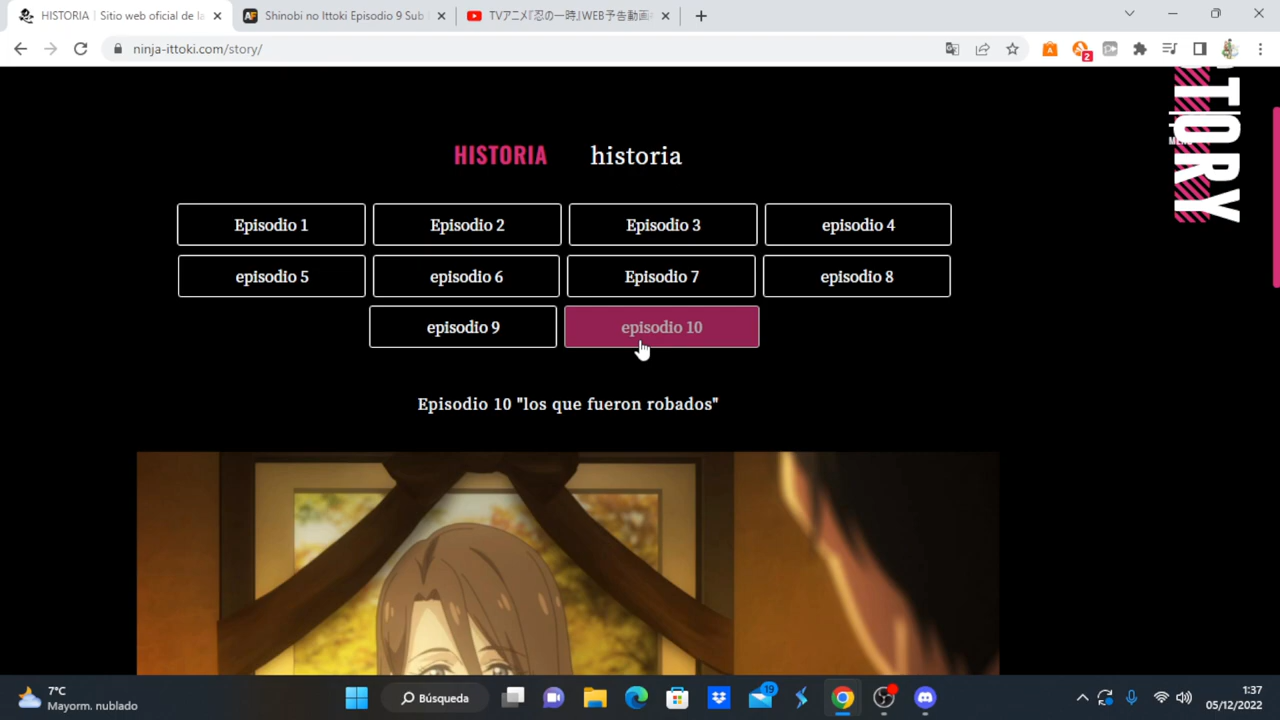 HISTORIA | Sitio web oficial de la
Shinobi no Ittoki Episodio 9 Sub
TVアニメ『忍の一時』WEB予告動画
ninja-ittoki.com/story/
2
TORY
HISTORIA historia
Episodio 1 Episodio 2 Episodio 3 episodio 4
episodio 5 episodio 6 Episodio 7 episodio 8
episodio 9 episodio 10
Episodio 10 "los que fueron robados"
7°C
Mayorm. nublado
Búsqueda
19
1:37
05/12/2022